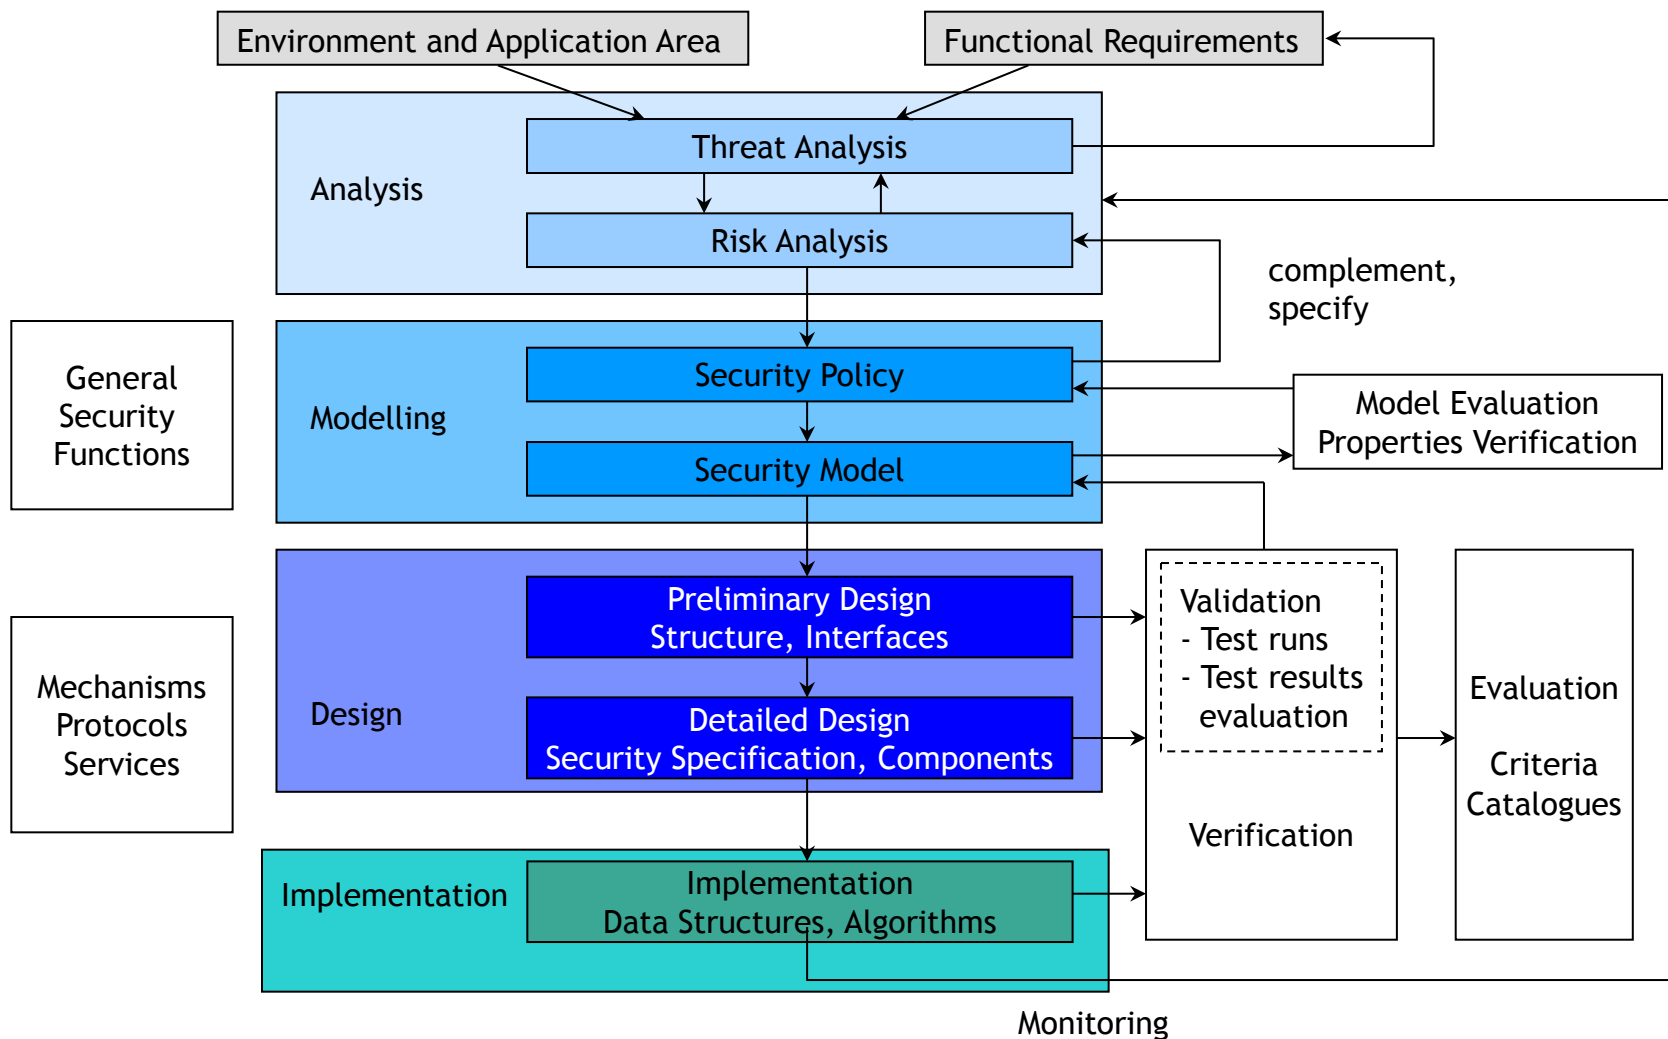 Environment and Application Area
Functional Requirements
Threat Analysis
Analysis
Risk Analysis
complement,
specify
General
Security
Functions
Security Policy
Modelling
Security Model
Model Evaluation
Properties Verification
Preliminary Design
Structure, Interfaces
Design
Detailed Design
Security Specification, Components
Mechanisms
Protocols
Services
Validation
- Test runs
- Test results
evaluation
Verification
Evaluation
Criteria
Catalogues
Implementation
Implementation
Data Structures, Algorithms
Monitoring